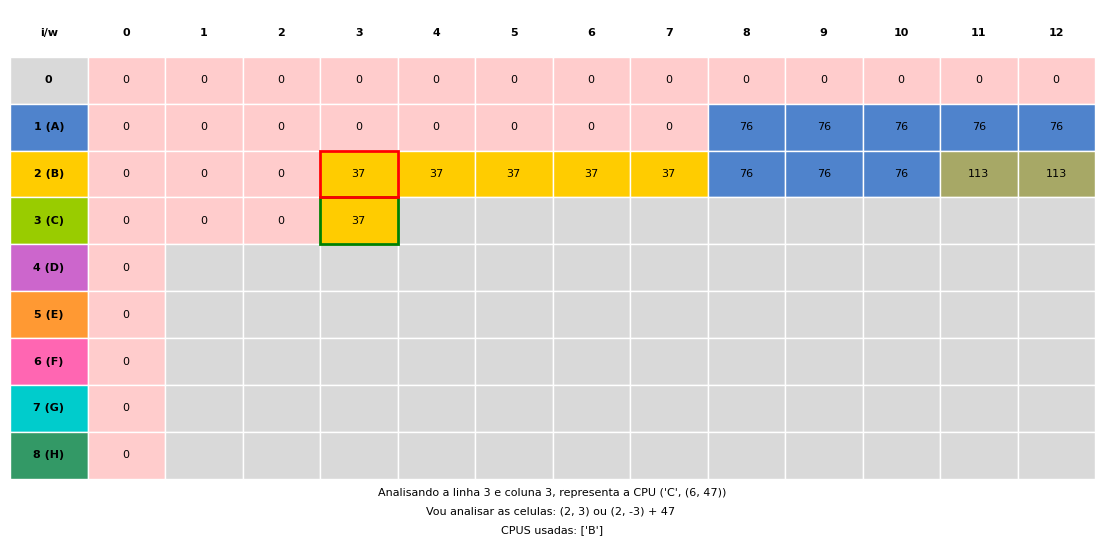 i/w 0 1 2 3 4 5 6 7 8 9 10 11 12
0 0 0 0 0 0 0 0 0 0 0 0 0 0
1 (A) 0 0 0 0 0 0 0 0 76 76 76 76 76
2 (B) 0 0 0 37 37 37 37 37 76 76 76 113 113
3 (C) 0 0 0 37
4 (D) 0
5 (E) 0
6 (F) 0
7 (G) 0
8 (H) 0
Analisando a linha 3 e coluna 3, representa a CPU ('C', (6, 47))
Vou analisar as celulas: (2, 3) ou (2, -3) + 47
CPUS usadas: ['B']